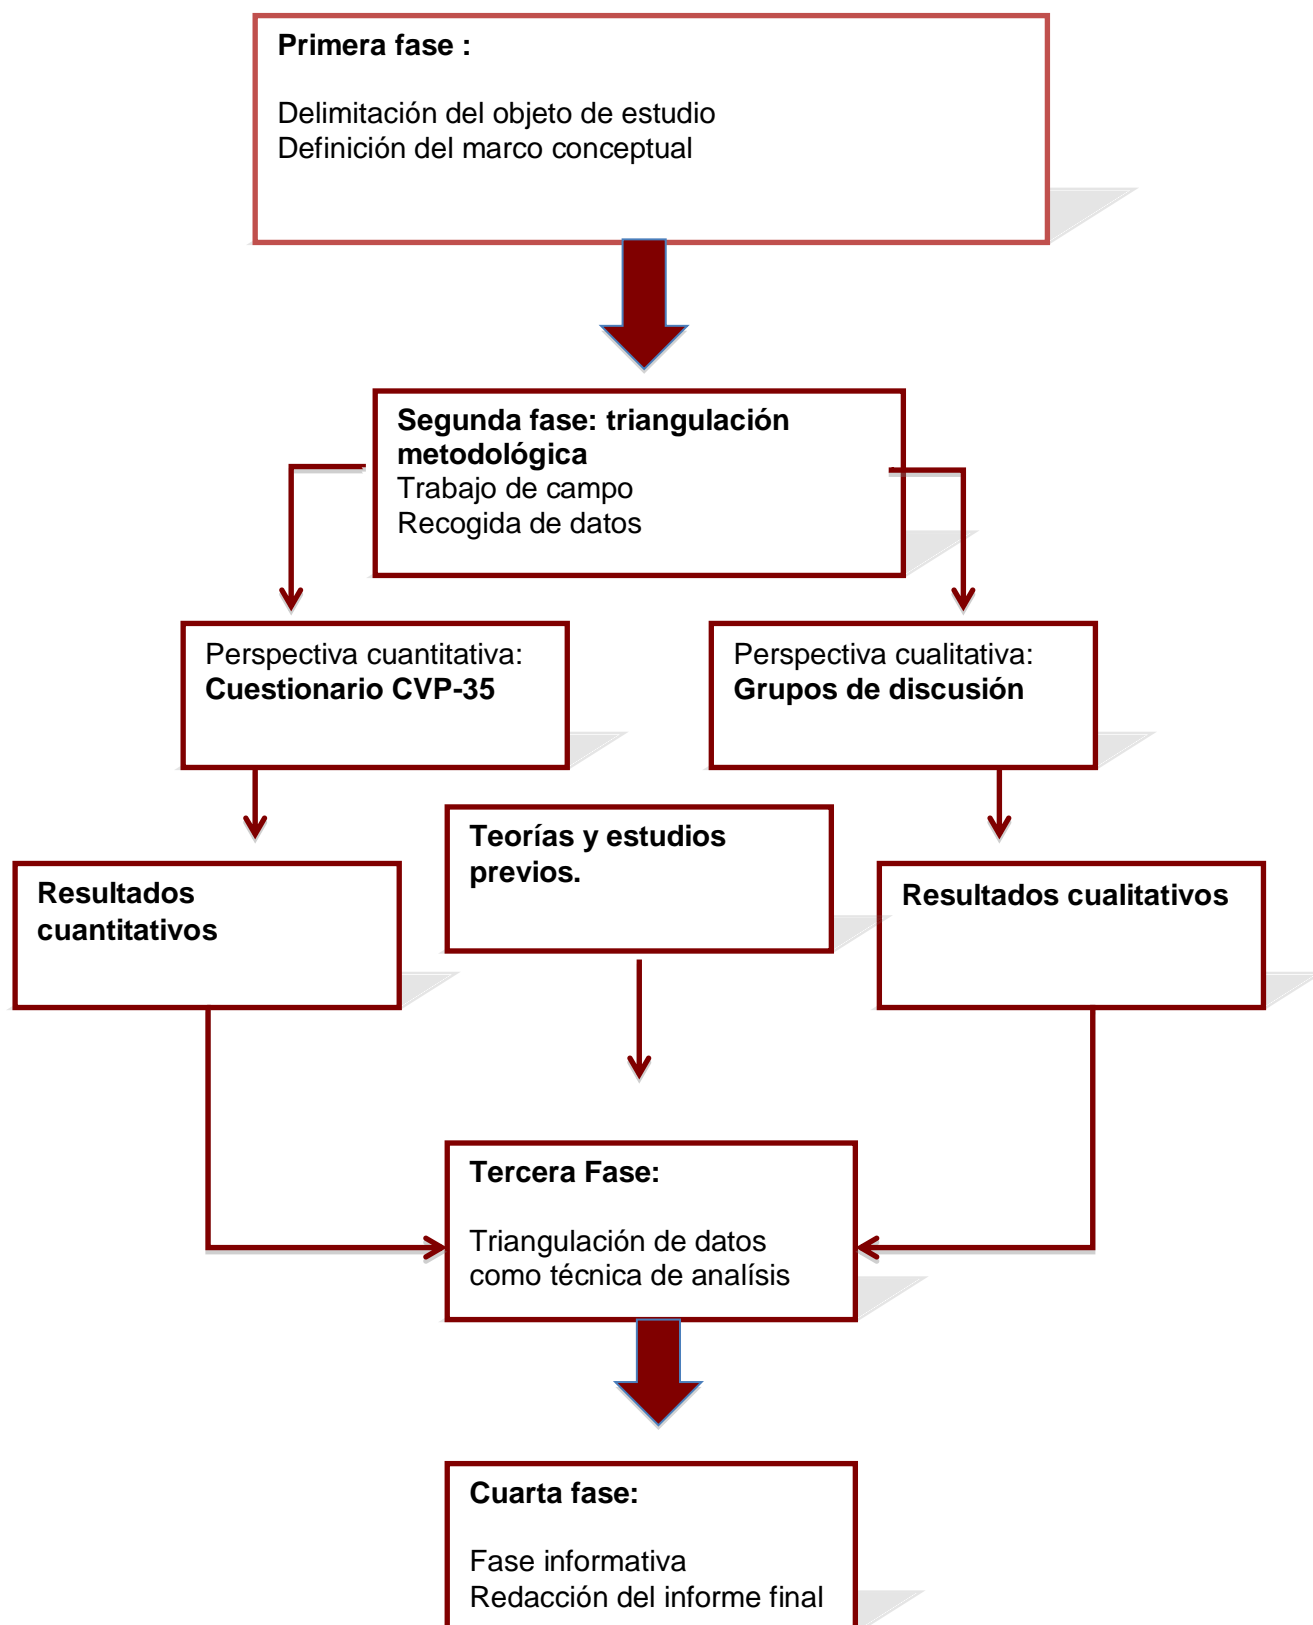 Primera fase :
Delimitación del objeto de estudio
Definición del marco conceptual
Segunda fase: triangulación
metodológica
Trabajo de campo
Recogida de datos
Perspectiva cuantitativa:
Cuestionario CVP-35
Perspectiva cualitativa:
Grupos de discusión
Teorías y estudios
previos.
Resultados
cuantitativos
Resultados cualitativos
Tercera Fase:
Triangulación de datos
como técnica de analísis
Cuarta fase:
Fase informativa
Redacción del informe final